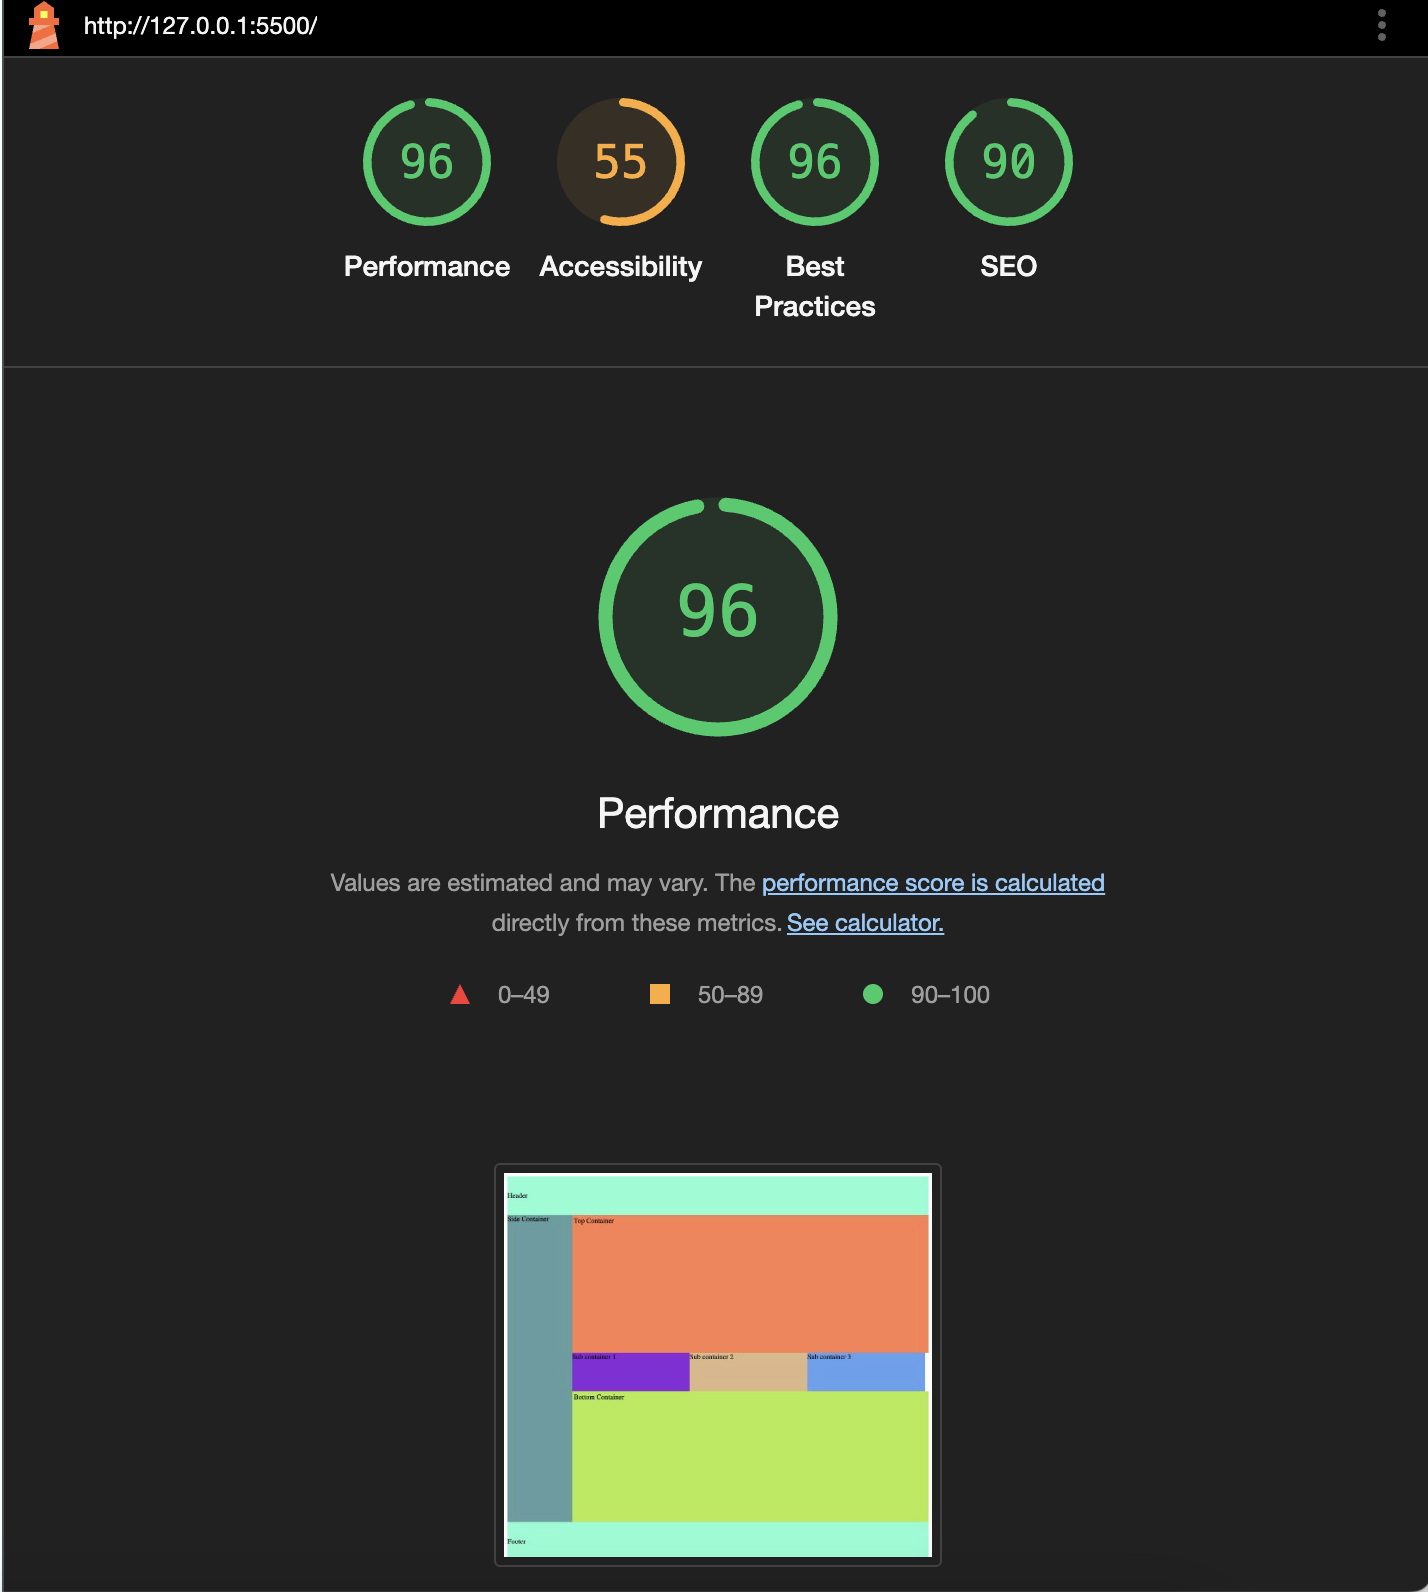 http://127.0.0.1:5500/
96
55
96
90
Performance
Accessibility
Best
Practices
SEO
96
Performance
Values are estimated and may vary. The performance score is calculated
directly from these metrics. See calculator.
0–49
50–89
90–100
Header
Side Container
Top Container
Sub container 1
Sub container 2
Sub container 3
Bottom Container
Footer